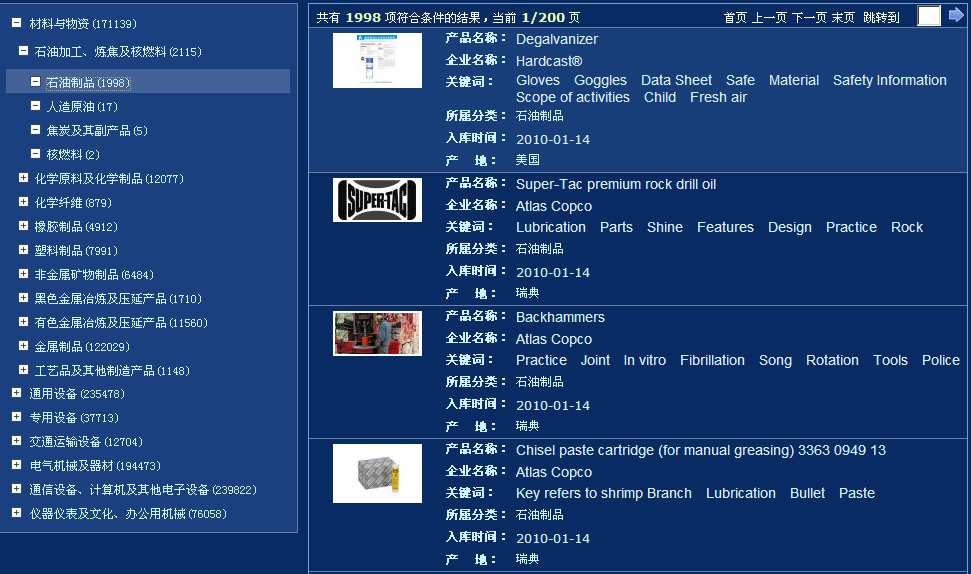 材料与物资(171139)
石油加工、炼焦及核燃料(2115)
石油制品(1998)
人造原油(17)
焦炭及其副产品(5)
核燃料(2)
化学原料及化学制品(12077)
化学纤维(879)
橡胶制品(4912)
塑料制品(7991)
非金属矿物制品(6484)
黑色金属冶炼及压延产品(1710)
有色金属冶炼及压延产品(11560)
金属制品(122029)
工艺品及其他制造产品(1148)
通用设备(235478)
专用设备(37713)
交通运输设备(12704)
电气机械及器材(194473)
通信设备、计算机及其他电子设备(239822)
仪器仪表及文化、办公用机械(76058)
共有 1998 项符合条件的结果，当前 1/200 页 首页 上一页 下一页 末页 跳转到
产品名称： Degalvanizer
企业名称： Hardcast®
关键词： Gloves Goggles Data Sheet Safe Material Safety Information
Scope of activities Child Fresh air
所属分类： 石油制品
入库时间： 2010-01-14
产 地： 美国
SUPER-TAC
产品名称： Super-Tac premium rock drill oil
企业名称： Atlas Copco
关键词： Lubrication Parts Shine Features Design Practice Rock
所属分类： 石油制品
入库时间： 2010-01-14
产 地： 瑞典
产品名称： Backhammers
企业名称： Atlas Copco
关键词： Practice Joint In vitro Fibrillation Song Rotation Tools Police
所属分类： 石油制品
入库时间： 2010-01-14
产 地： 瑞典
产品名称： Chisel paste cartridge (for manual greasing) 3363 0949 13
企业名称： Atlas Copco
关键词： Key refers to shrimp Branch Lubrication Bullet Paste
所属分类： 石油制品
入库时间： 2010-01-14
产 地： 瑞典